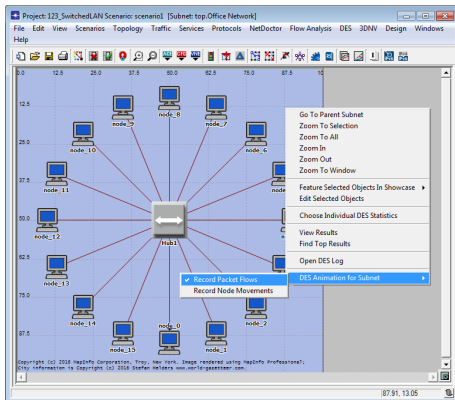 Project: 123_SwitchedLAN Scenario: scenario1 [Subnet: top.Office Network]
File Edit View Scenarios Topology Traffic Services Protocols NetDoctor Flow Analysis DES 3DNV Design Windows
Help
0.0 12.5 25.0 37.5 50.0 62.5 75.0 87.5 10
12.5
25.0
37.5
50.0
62.5
75.0
87.5
node_8
node_9
node_7
node_10
node_6
node_11
node
node_12
Hub1
node_13
node_14
node_0
node_2
node_15
node_1
Go To Parent Subnet
Zoom To Selection
Zoom To All
Zoom In
Zoom Out
Zoom To Window
Feature Selected Objects In Showcase
Edit Selected Objects
Choose Individual DES Statistics
View Results
Find Top Results
Open DES Log
DES Animation for Subnet
Record Packet Flows
Record Node Movements
Copyright (c) 2016 MapInfo Corporation, Troy, New York. Image rendered using MapInfo Professional;
City information is Copyright (c) 2016 Stefan Helders www.world-gazetteer.com.
87.91, 13.05